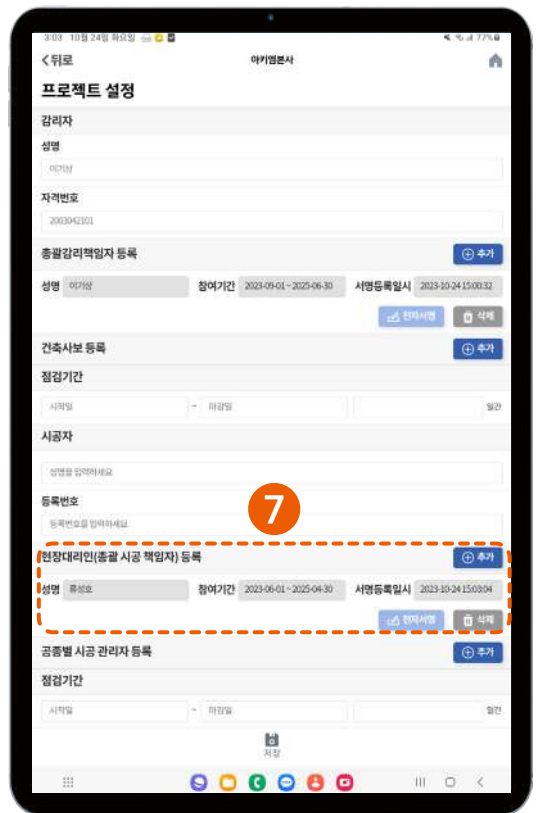 3:03 10월 24일 화요일
77%
뒤로
아키엠본사
프로젝트 설정
감리자
성명
이기상
자격번호
2003042101
총괄감리책임자 등록
추가
성명 이기상 참여기간 2023-09-01~2025-06-30 서명등록일시 2023-10-24 15:00:32
전자서명 삭제
건축사보 등록
추가
점검기간
시작일 ~ 마감일 일간
시공자
성명을 입력하세요
등록번호
등록번호를 입력하세요
7
현장대리인(총괄 시공 책임자) 등록
추가
성명 류성호 참여기간 2023-06-01~2025-04-30 서명등록일시 2023-10-24 15:03:04
전자서명 삭제
공종별 시공 관리자 등록
추가
점검기간
시작일 ~ 마감일 일간
저장